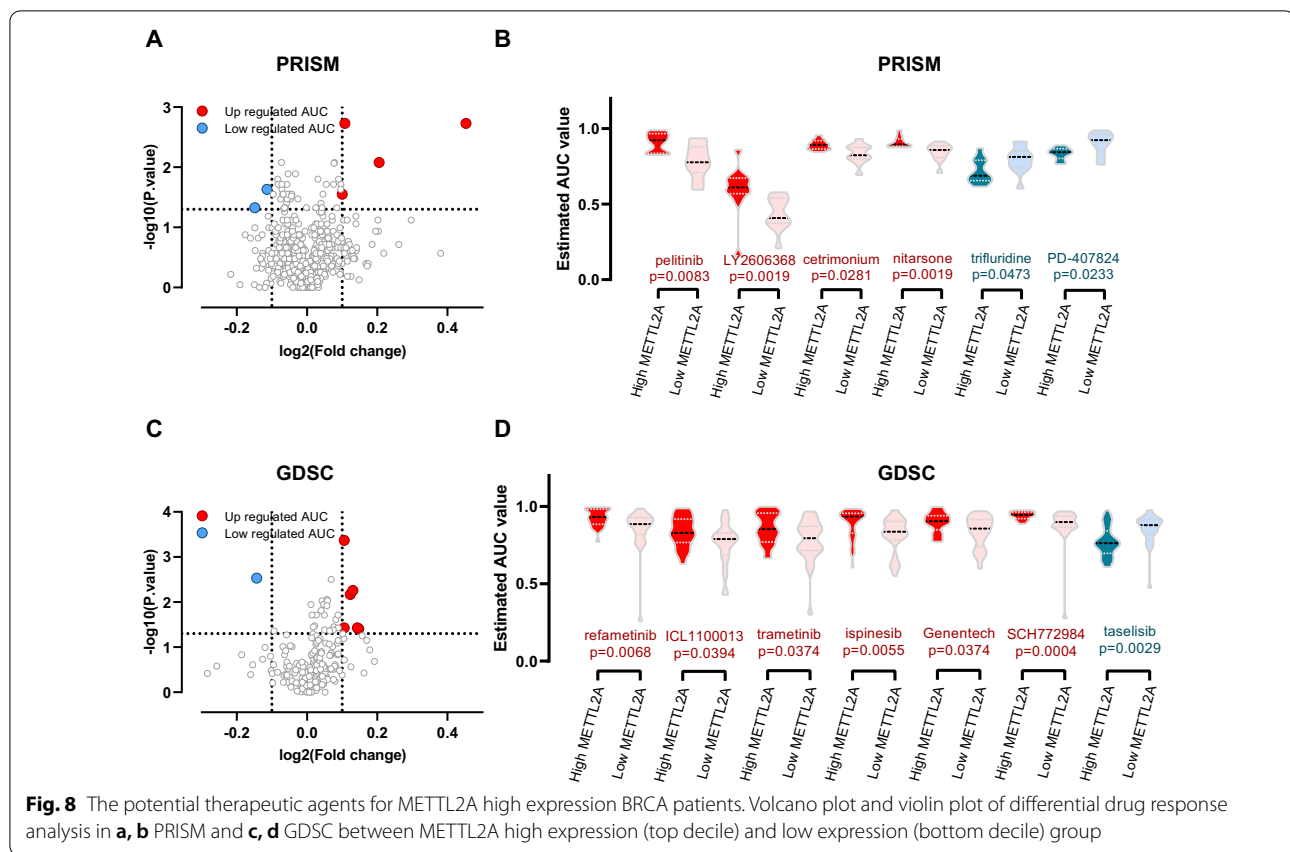 A
PRISM
Up regulated AUC
Low regulated AUC
3
2
1
0
-log10(P.value)
-0.2 0.0 0.2 0.4
log2(Fold change)
B
PRISM
Estimated AUC value
1.0
0.5
0.0
pelitinib LY2606368 cetrimonium nitarsone trifluridine PD-407824
p=0.0083 p=0.0019 p=0.0281 p=0.0019 p=0.0473 p=0.0233
High METTL2A Low METTL2A High METTL2A Low METTL2A High METTL2A Low METTL2A High METTL2A Low METTL2A High METTL2A Low METTL2A High METTL2A Low METTL2A
C
GDSC
Up regulated AUC
Low regulated AUC
4
3
2
1
0
-log10(P.value)
-0.2 0.0 0.2 0.4
log2(Fold change)
D
GDSC
Estimated AUC value
1.0
0.5
0.0
refametinib ICL1100013 trametinib ispinesib Genentech SCH772984 taselisib
p=0.0068 p=0.0394 p=0.0374 p=0.0055 p=0.0374 p=0.0004 p=0.0029
High METTL2A Low METTL2A High METTL2A Low METTL2A High METTL2A Low METTL2A High METTL2A Low METTL2A High METTL2A Low METTL2A High METTL2A Low METTL2A High METTL2A Low METTL2A
Fig. 8 The potential therapeutic agents for METTL2A high expression BRCA patients. Volcano plot and violin plot of differential drug response
analysis in a, b PRISM and c, d GDSC between METTL2A high expression (top decile) and low expression (bottom decile) group